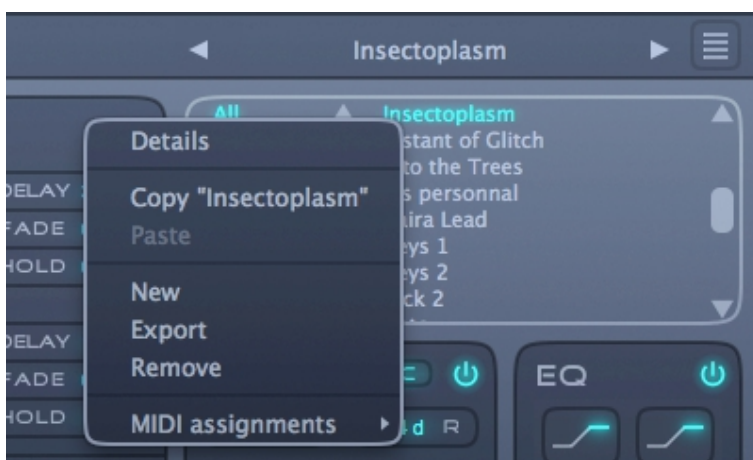 Insectoplasm
All
Insectoplasm
Details
Copy "Insectoplasm"
Paste
New
Export
Remove
MIDI assignments
stant of Glitch
to the Trees
s personnal
ira Lead
eys 1
eys 2
ck 2
DELAY
FADE
HOLD
DELAY
FADE
HOLD
4d R
EQ